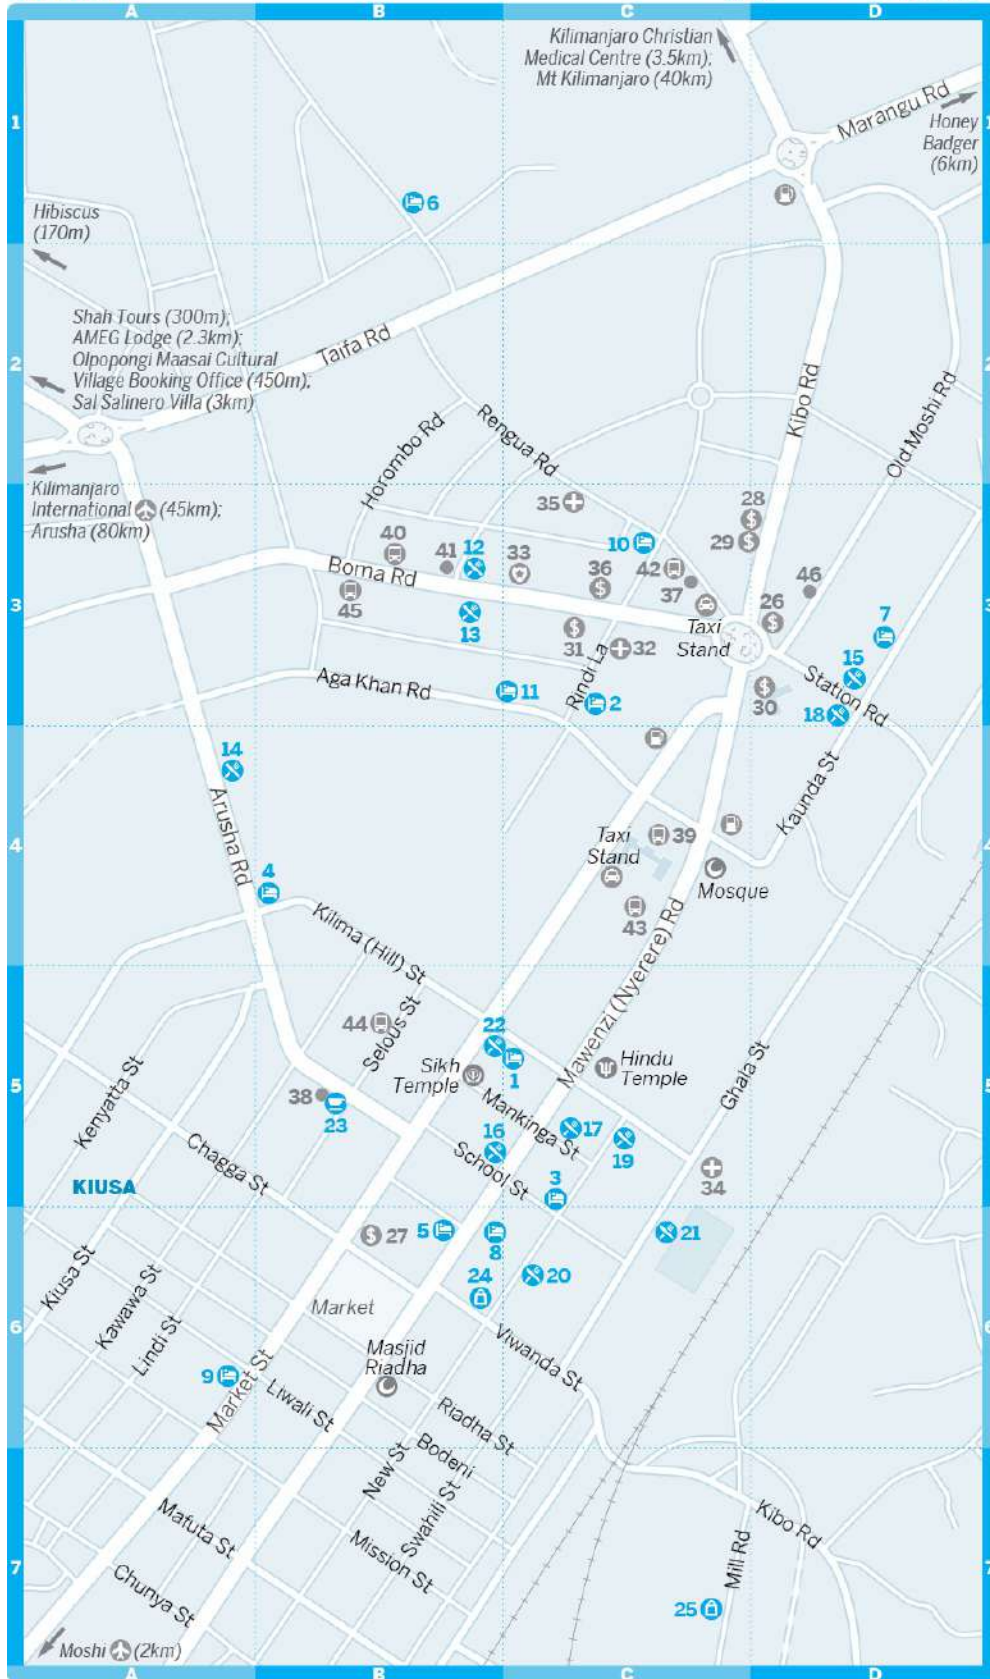 A
B
C
D
Kilimanjaro Christian
Medical Centre (3.5km);
Mt Kilimanjaro (40km)
Marangu Rd
1
1
Honey
Badger
(6km)
6
Hibiscus
(170m)
Shah Tours (300m);
AMEG Lodge (2.3km);
Olpopongi Maasai Cultural
Village Booking Office (450m);
Sal Salinero Villa (3km)
Taifa Rd
2
2
Kibo Rd
Old Moshi Rd
Horombo Rd
Rengua Rd
Kilimanjaro
International (45km);
Arusha (80km)
35
28
29
10
40
41
12
33
36
42
37
46
Boma Rd
45
13
31
32
26
7
3
3
Taxi
Stand
15
Rindi La
Station Rd
Aga Khan Rd
11
2
30
18
14
Kaunda St
Arusha Rd
Taxi
Stand
39
4
4
4
Mosque
43
Kilima (Hill) St
Mawenzi (Nyerere) Rd
44
Selous St
22
Sikh
Temple
1
Hindu
Temple
Ghala St
5
5
Kenyatta St
38
23
Mankinga St
16
17
19
School St
Chagga St
3
34
KIUSA
27
5
8
21
24
20
Kiusa St
Kawawa St
Lindi St
Market
6
6
Masjid
Riadha
Viwanda St
9
Market St
Liwali St
Riadha St
Bodeni
New St
Swahili St
Mafuta St
Mission St
Kibo Rd
Mill Rd
7
7
Chunya St
25
Moshi (2km)
A
B
C
D